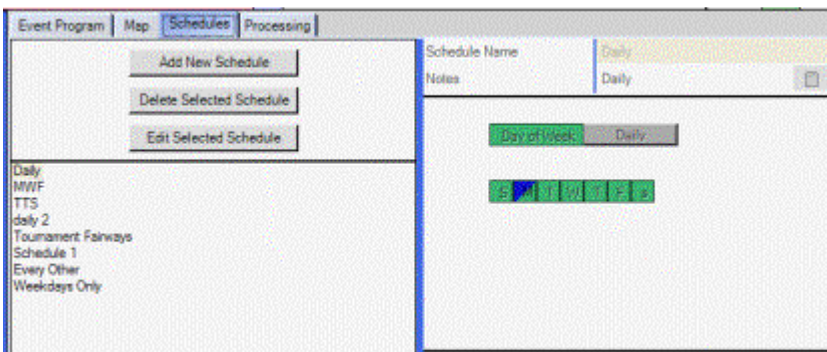 Event Program Map Schedules Processing
Add New Schedule
Delete Selected Schedule
Edit Selected Schedule
Daily
MWF
TTS
daily 2
Tournament Fairways
Schedule 1
Every Other
Weekdays Only
Schedule Name Daily
Notes Daily
Day of Week Daily
S M T W T F s